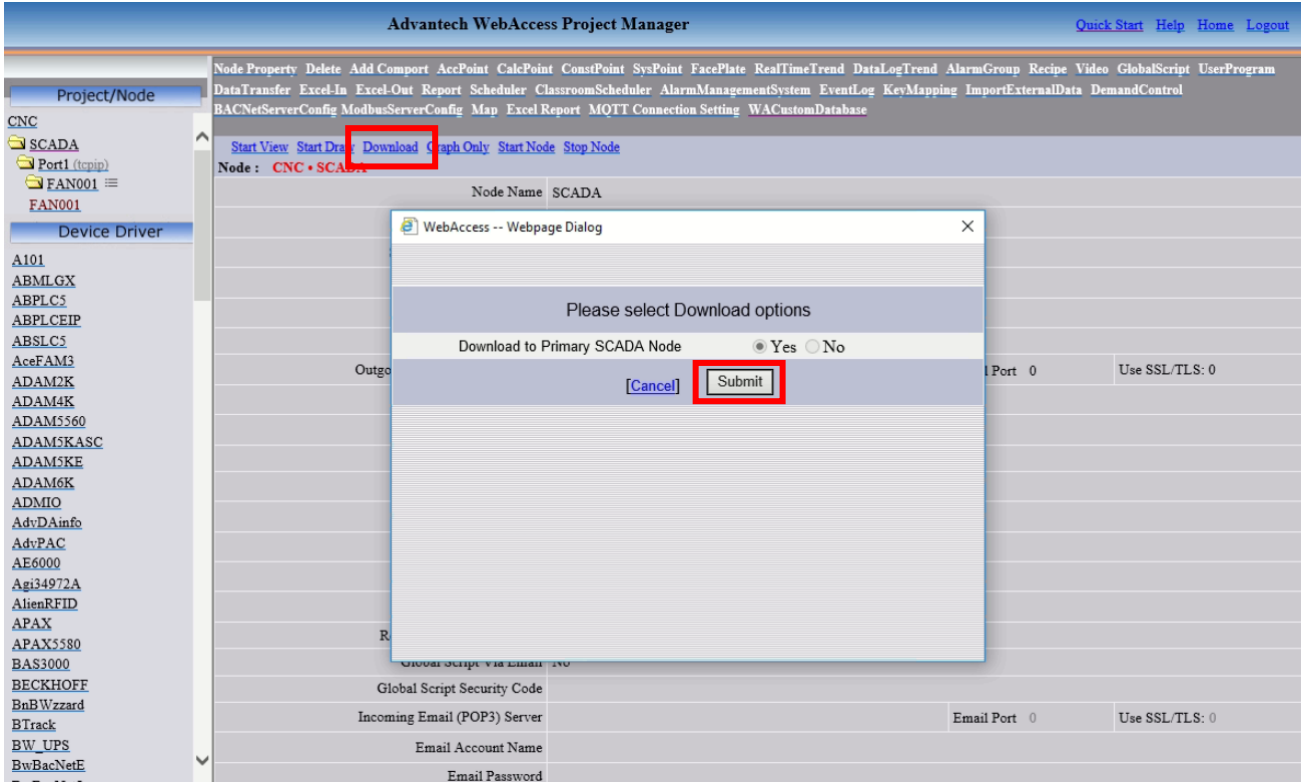 Advantech WebAccess Project Manager
Quick Start Help Home Logout
Node Property Delete Add Comport AccPoint CalcPoint ConstPoint SysPoint FacePlate RealTimeTrend DataLogTrend AlarmGroup Recipe Video GlobalScript UserProgram
DataTransfer Excel-In Excel-Out Report Scheduler ClassroomScheduler AlarmManagementSystem EventLog KeyMapping ImportExternalData DemandControl
BACNetServerConfig ModbusServerConfig Map Excel Report MQTT Connection Setting WACustomDatabase
Project/Node
CNC
SCADA
Port1 (tcpip)
FAN001
FAN001
Device Driver
A101
ABMLGX
ABPLC5
ABPLCEIP
ABSLC5
AceFAM3
ADAM2K
ADAM4K
ADAM5560
ADAM5KASC
ADAM5KE
ADAM6K
ADMIO
AdvDAinfo
AdvPAC
AE6000
Agi34972A
AlienRFID
APAX
APAX5580
BAS3000
BECKHOFF
BnBWzzard
BTrack
BW_UPS
BwBacNetE
Start View Start Draw Download Graph Only Start Node Stop Node
Node : CNC • SCADA
Node Name SCADA
WebAccess -- Webpage Dialog
Please select Download options
Download to Primary SCADA Node Yes No
[Cancel] Submit
Outgo
Port 0 Use SSL/TLS: 0
Global Script Via Email No
Global Script Security Code
Incoming Email (POP3) Server Email Port 0 Use SSL/TLS: 0
Email Account Name
Email Password